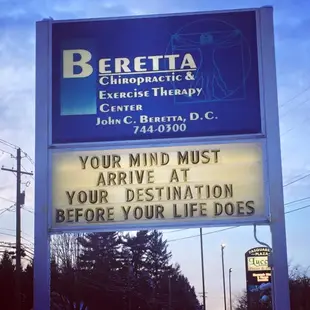 BERETTA
Chiropractic &
Exercise Therapy
Center
John C. Beretta, D.C.
744-0300
YOUR MIND MUST
ARRIVE AT
YOUR DESTINATION
BEFORE YOUR LIFE DOES
PLAZA